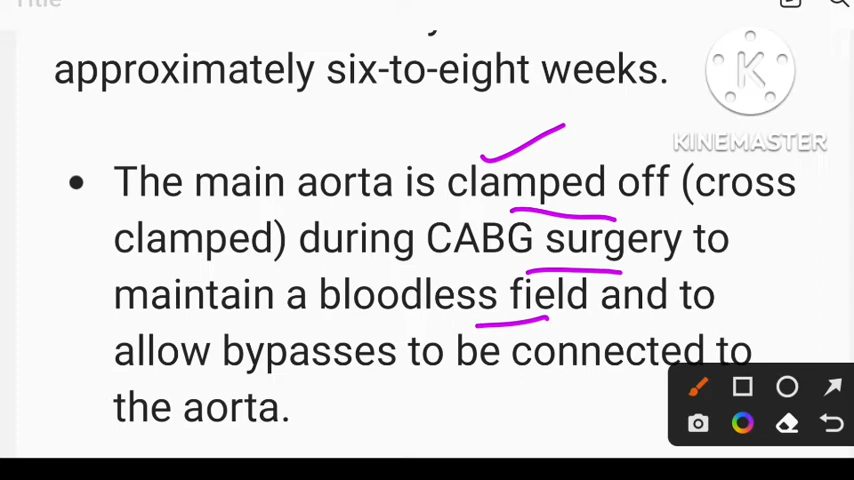 Title
approximately six-to-eight weeks.
K
KINEMASTER
• The main aorta is clamped off (cross
clamped) during CABG surgery to
maintain a bloodless field and to
allow bypasses to be connected to
the aorta.